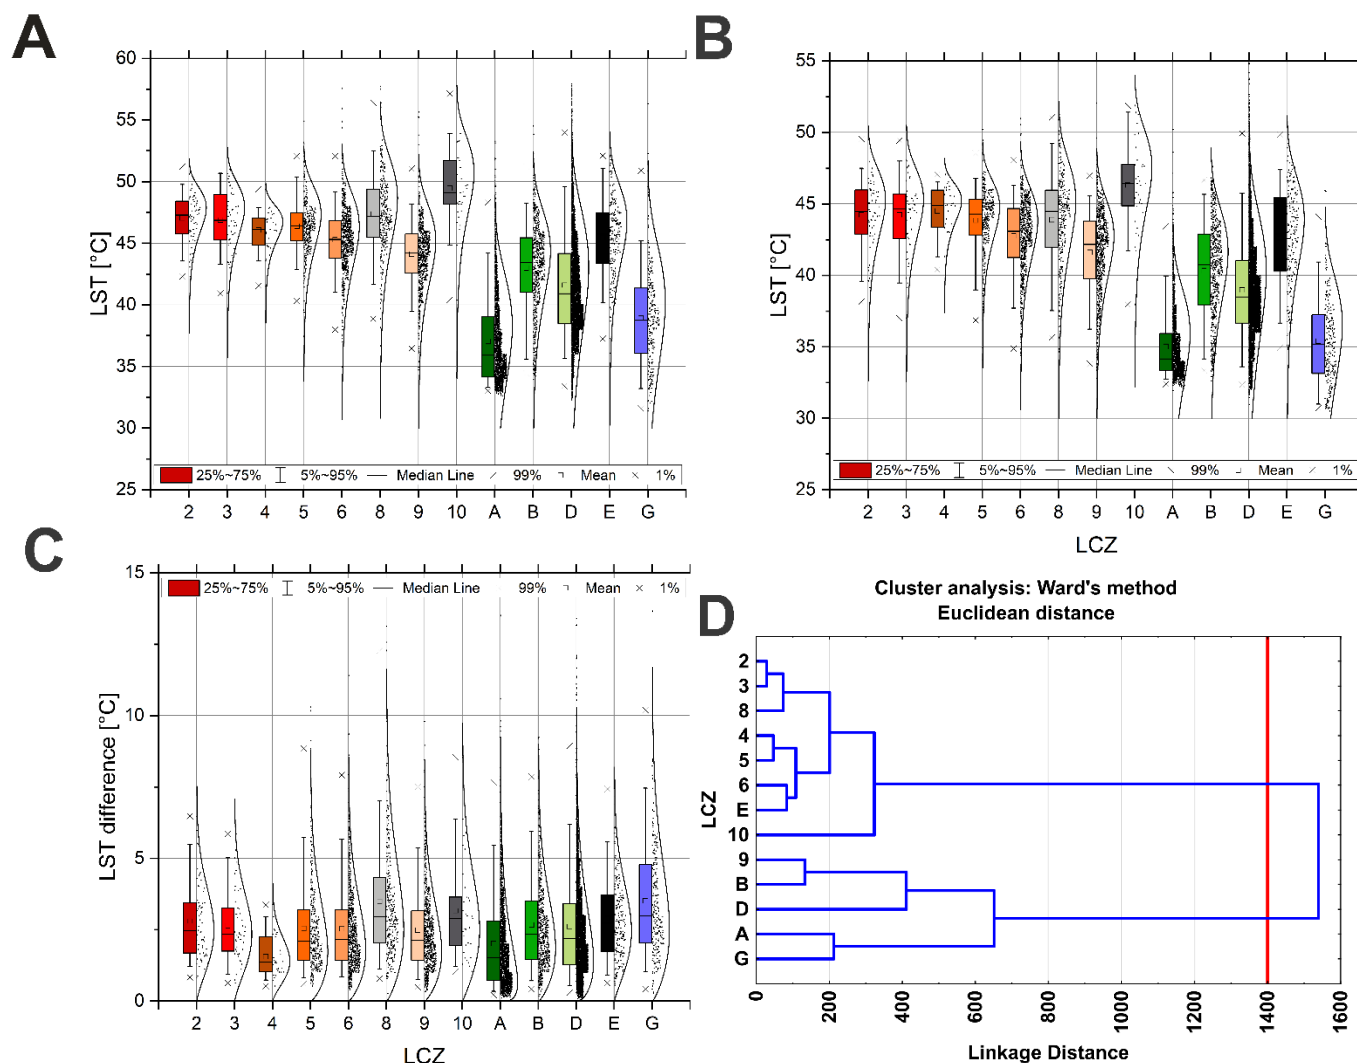 A
60
55
50
45
40
35
30
25
LST [°C]
25%~75% 5%~95% Median Line 99% Mean 1%
2 3 4 5 6 8 9 10 A B D E G
B
55
50
45
40
35
30
25
LST [°C]
25%~75% 5%~95% Median Line 99% Mean 1%
2 3 4 5 6 8 9 10 A B D E G
LCZ
C
15
10
5
0
LST difference [°C]
25%~75% 5%~95% Median Line 99% Mean 1%
2 3 4 5 6 8 9 10 A B D E G
LCZ
D
Cluster analysis: Ward's method
Euclidean distance
2
3
8
4
5
6
E
10
9
B
D
A
G
LCZ
0 200 400 600 800 1000 1200 1400 1600
Linkage Distance